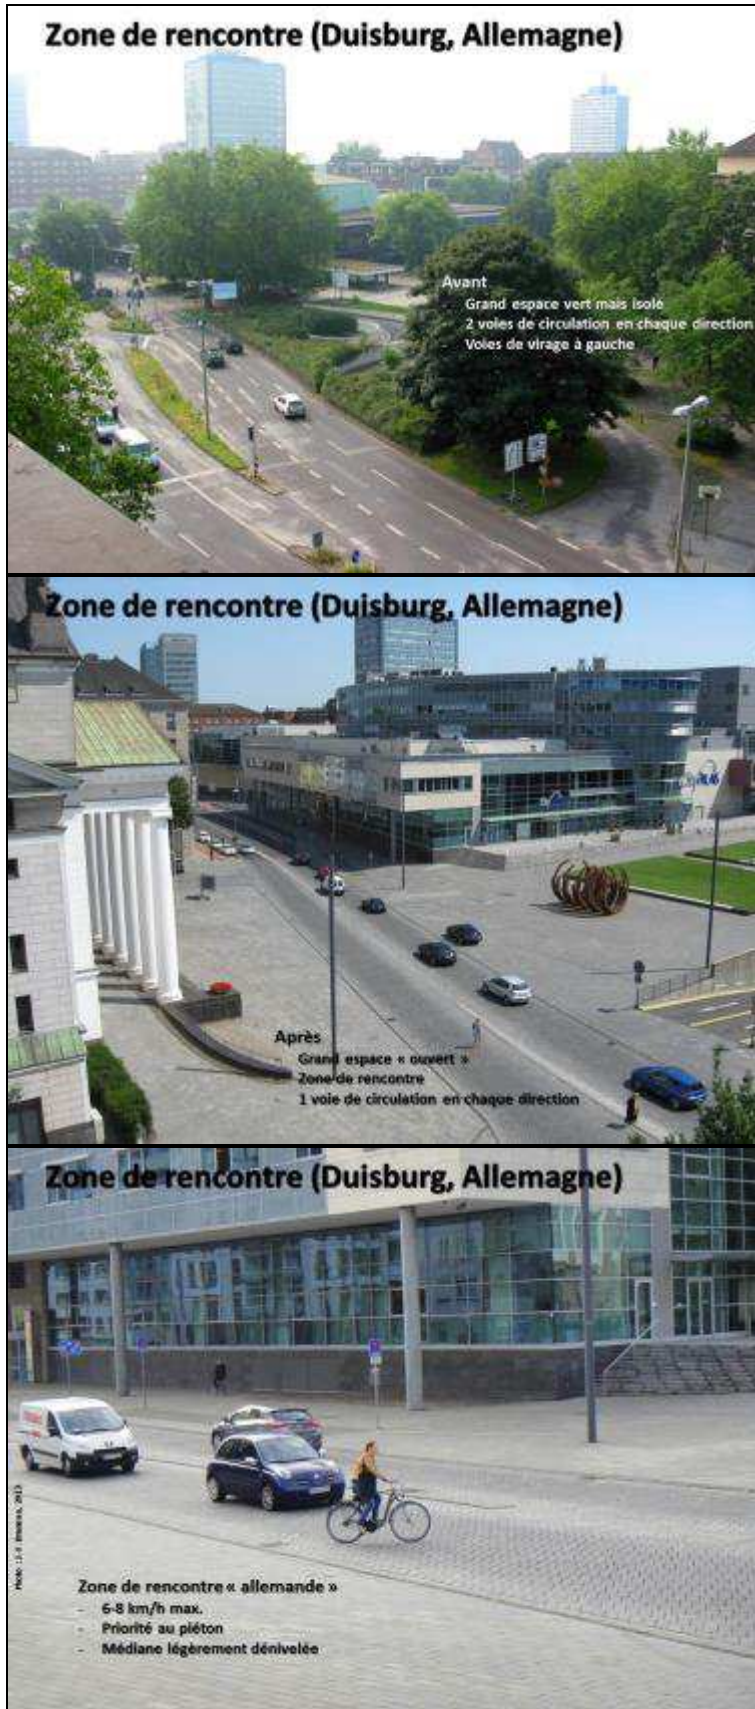 Zone de rencontre (Duisburg, Allemagne)
Avant
Grand espace vert mais isolé
2 voies de circulation en chaque direction
- Voies de virage à gauche
Zone de rencontre (Duisburg, Allemagne)
Après
- Grand espace « ouvert »
- Zone de rencontre
- 1 voie de circulation en chaque direction
Zone de rencontre (Duisburg, Allemagne)
Zone de rencontre « allemande »
- 6-8 km/h max.
- Priorité au piéton
- Médiane légèrement dénivelée